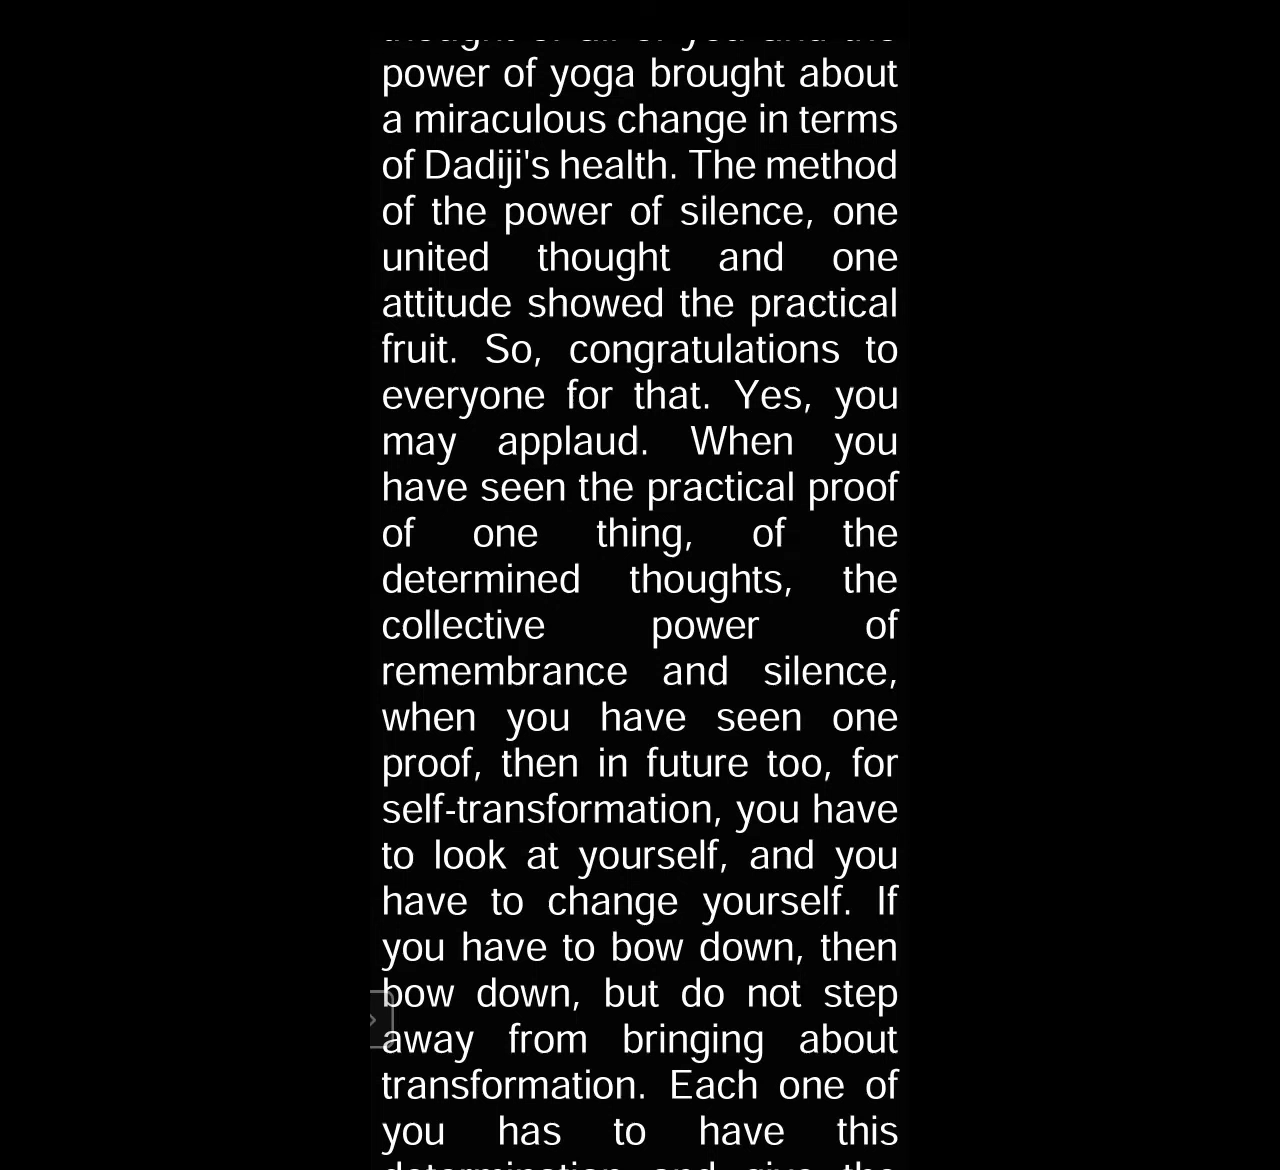 power of yoga brought about
a miraculous change in terms
of Dadiji's health. The method
of the power of silence, one
united thought and one
attitude showed the practical
fruit. So, congratulations to
everyone for that. Yes, you
may applaud. When you
have seen the practical proof
of one thing, of the
determined thoughts, the
collective power of
remembrance and silence,
when you have seen one
proof, then in future too, for
self-transformation, you have
to look at yourself, and you
have to change yourself. If
you have to bow down, then
bow down, but do not step
away from bringing about
transformation. Each one of
you has to have this